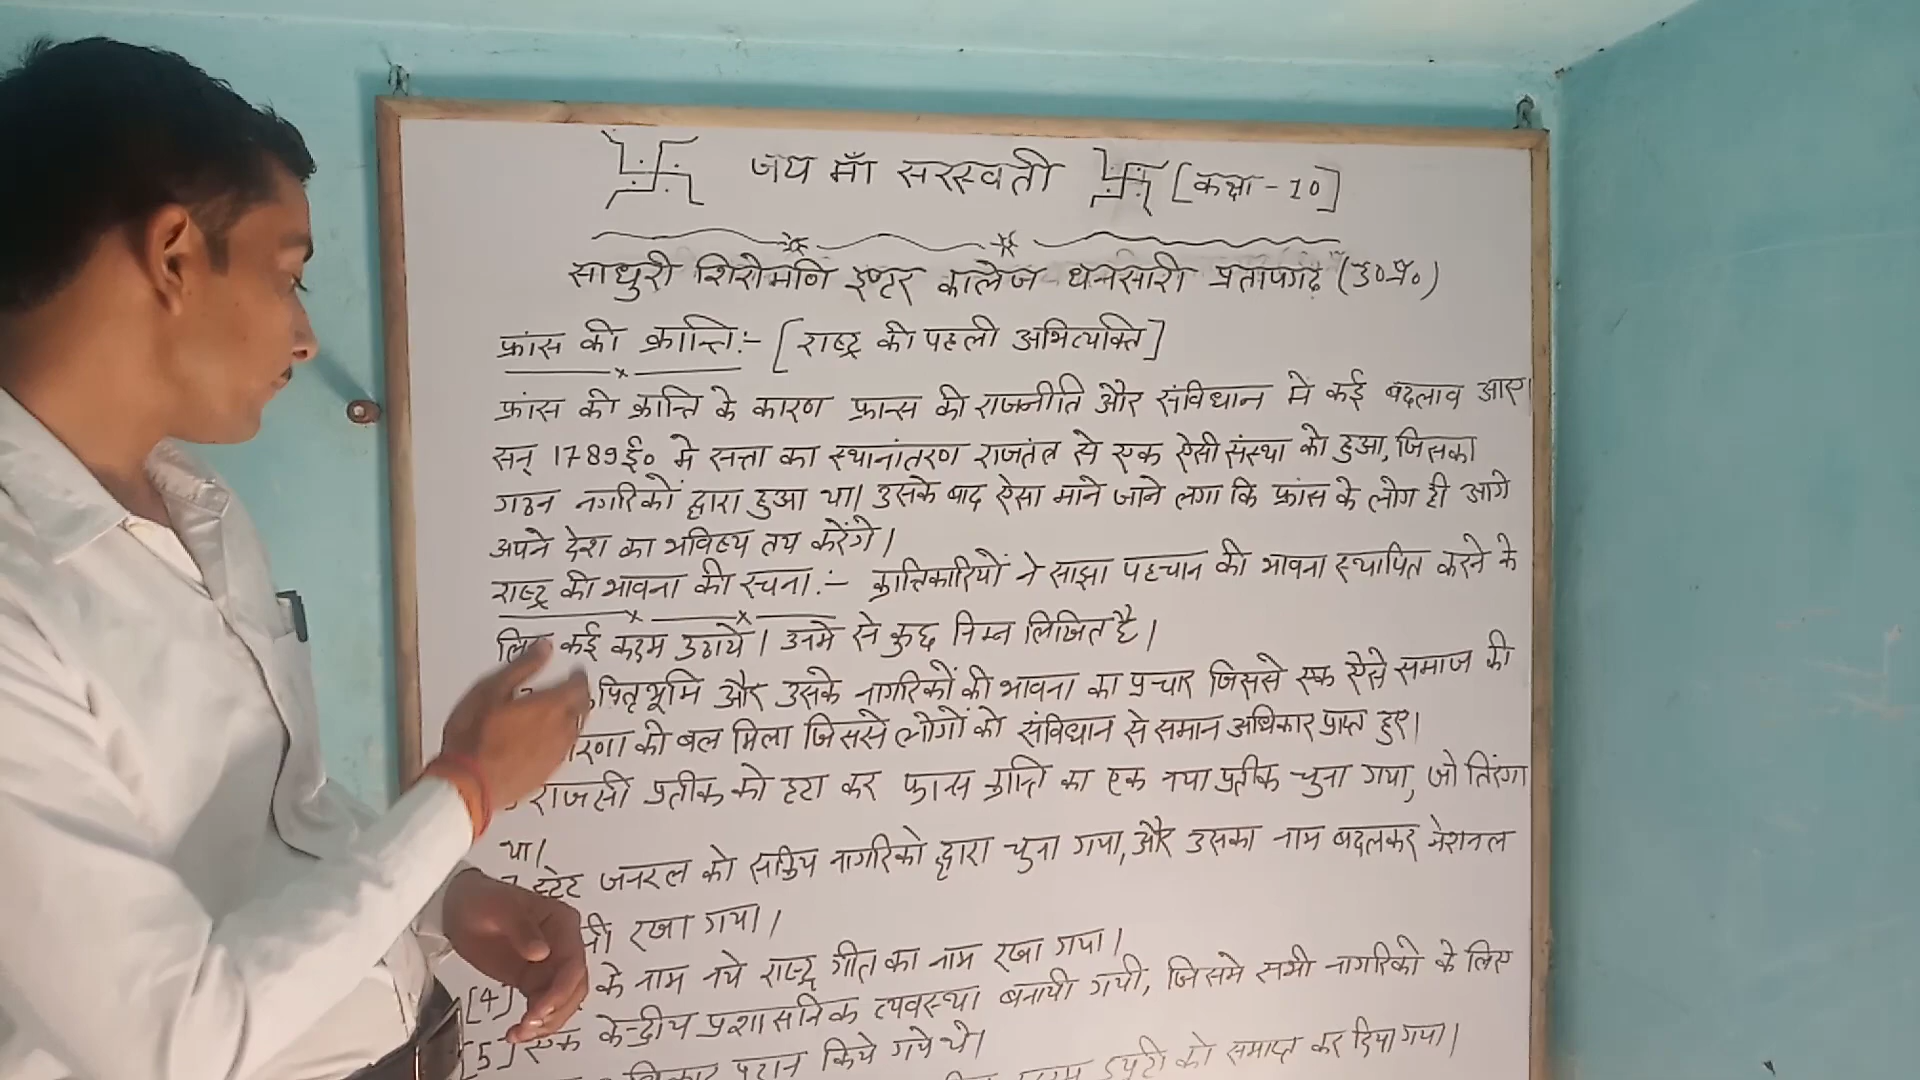 जय माँ सरस्वती [कक्षा - 10]
साधुरी शिरोमणि इण्टर कालेज धनसारी प्रतापगढ़ (उ०प्र०)
फ्रांस की क्रान्ति:- [राष्ट्र की पहली अभिव्यक्ति]
फ्रांस की क्रान्ति के कारण फ्रान्स की राजनीति और संविधान मे कई बदलाव आए।
सन् 1789ई० मे सत्ता का स्थानांतरण राजतंत्र से एक ऐसी संस्था को हुआ, जिसका
गठन नगरिकों द्वारा हुआ था। उसके बाद ऐसा माने जाने लगा कि फ्रांस के लोग ही आगे
अपने देश का भविष्य तय करेंगे।
राष्ट्र की भावना की रचना:- क्रान्तिकारियों ने साझा पहचान की भावना स्थापित करने के
कई कदम उठाये। उनमे से कुछ निम्न लिखित है।
पितृभूमि और उसके नागरिकों की भावना का प्रचार जिससे एक ऐसे समाज की
को बल मिला जिससे लोगों को संविधान से समान अधिकार प्राप्त हुए।
राजसी प्रतीक को हटा कर फ्रान्स क्रान्ति का एक नया प्रतीक चुना गया, जो तिरंगा
था।
स्टेट जनरल को सक्रिय नागरिको द्वारा चुना गया, और उसका नाम बदलकर नेशनल
रखा गया।
[4] के नाम नये राष्ट्र गीत का नाम रखा गया।
[5] एक केन्द्रीय प्रशासनिक व्यवस्था बनायी गयी, जिसमे सभी नागरिको के लिए
प्रदान किये गये थे।
ड्यूटी को समाप्त कर दिया गया।